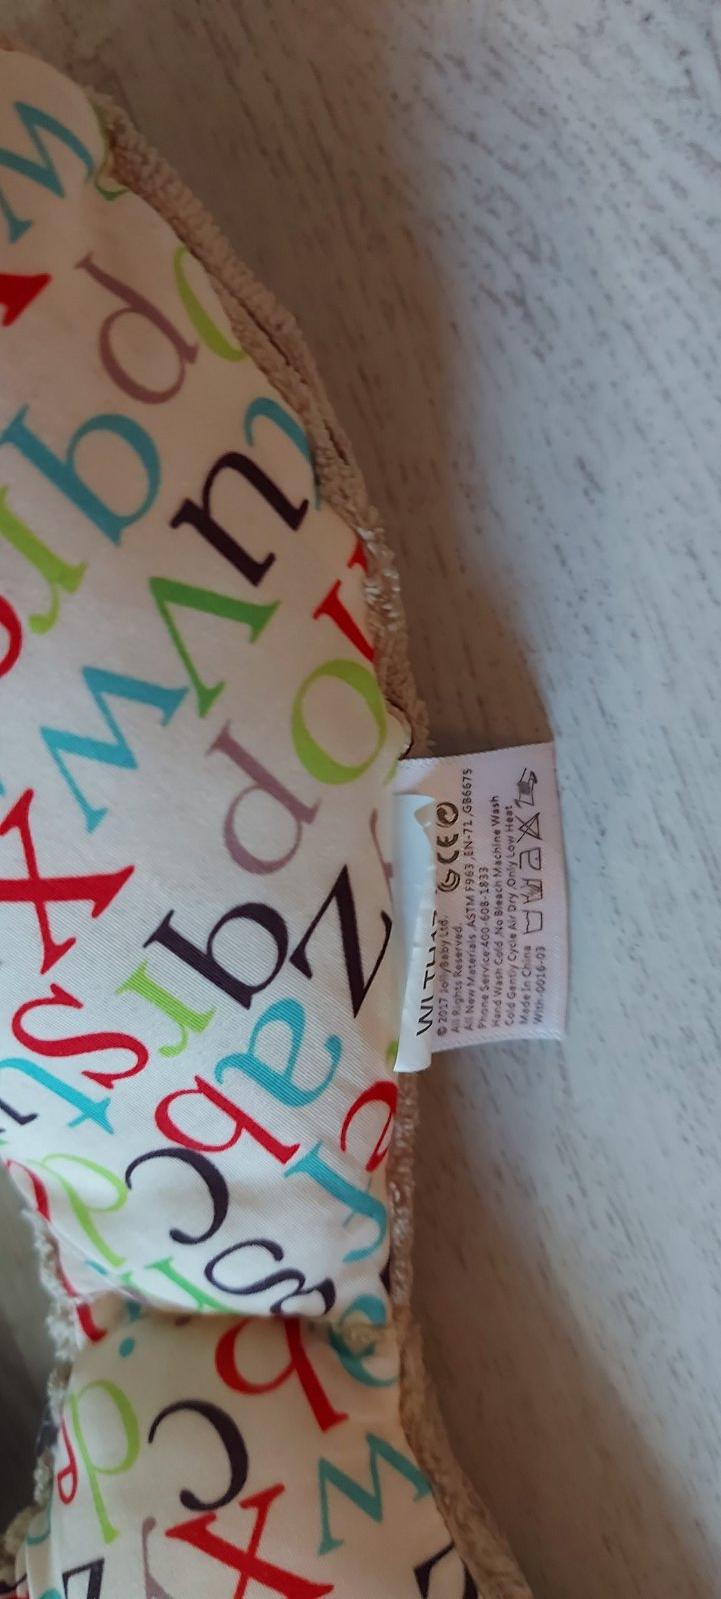 © 2017 JollyBaby Ltd.
All Rights Reserved.
All New Materials ASTM F963 ,EN-71 ,GB6675
Phone Service:400-608-1833
Hand Wash Cold ,No Bleach Machine Wash
Cold Gently Cycle Air Dry ,Only Low Heat
Made In China
With-0016-03
CE
w
p
o
q
u
r
v
w
n
o
p
x
z
q
r
s
a
t
b
c
r
e
c
s
b
d
c
w
x